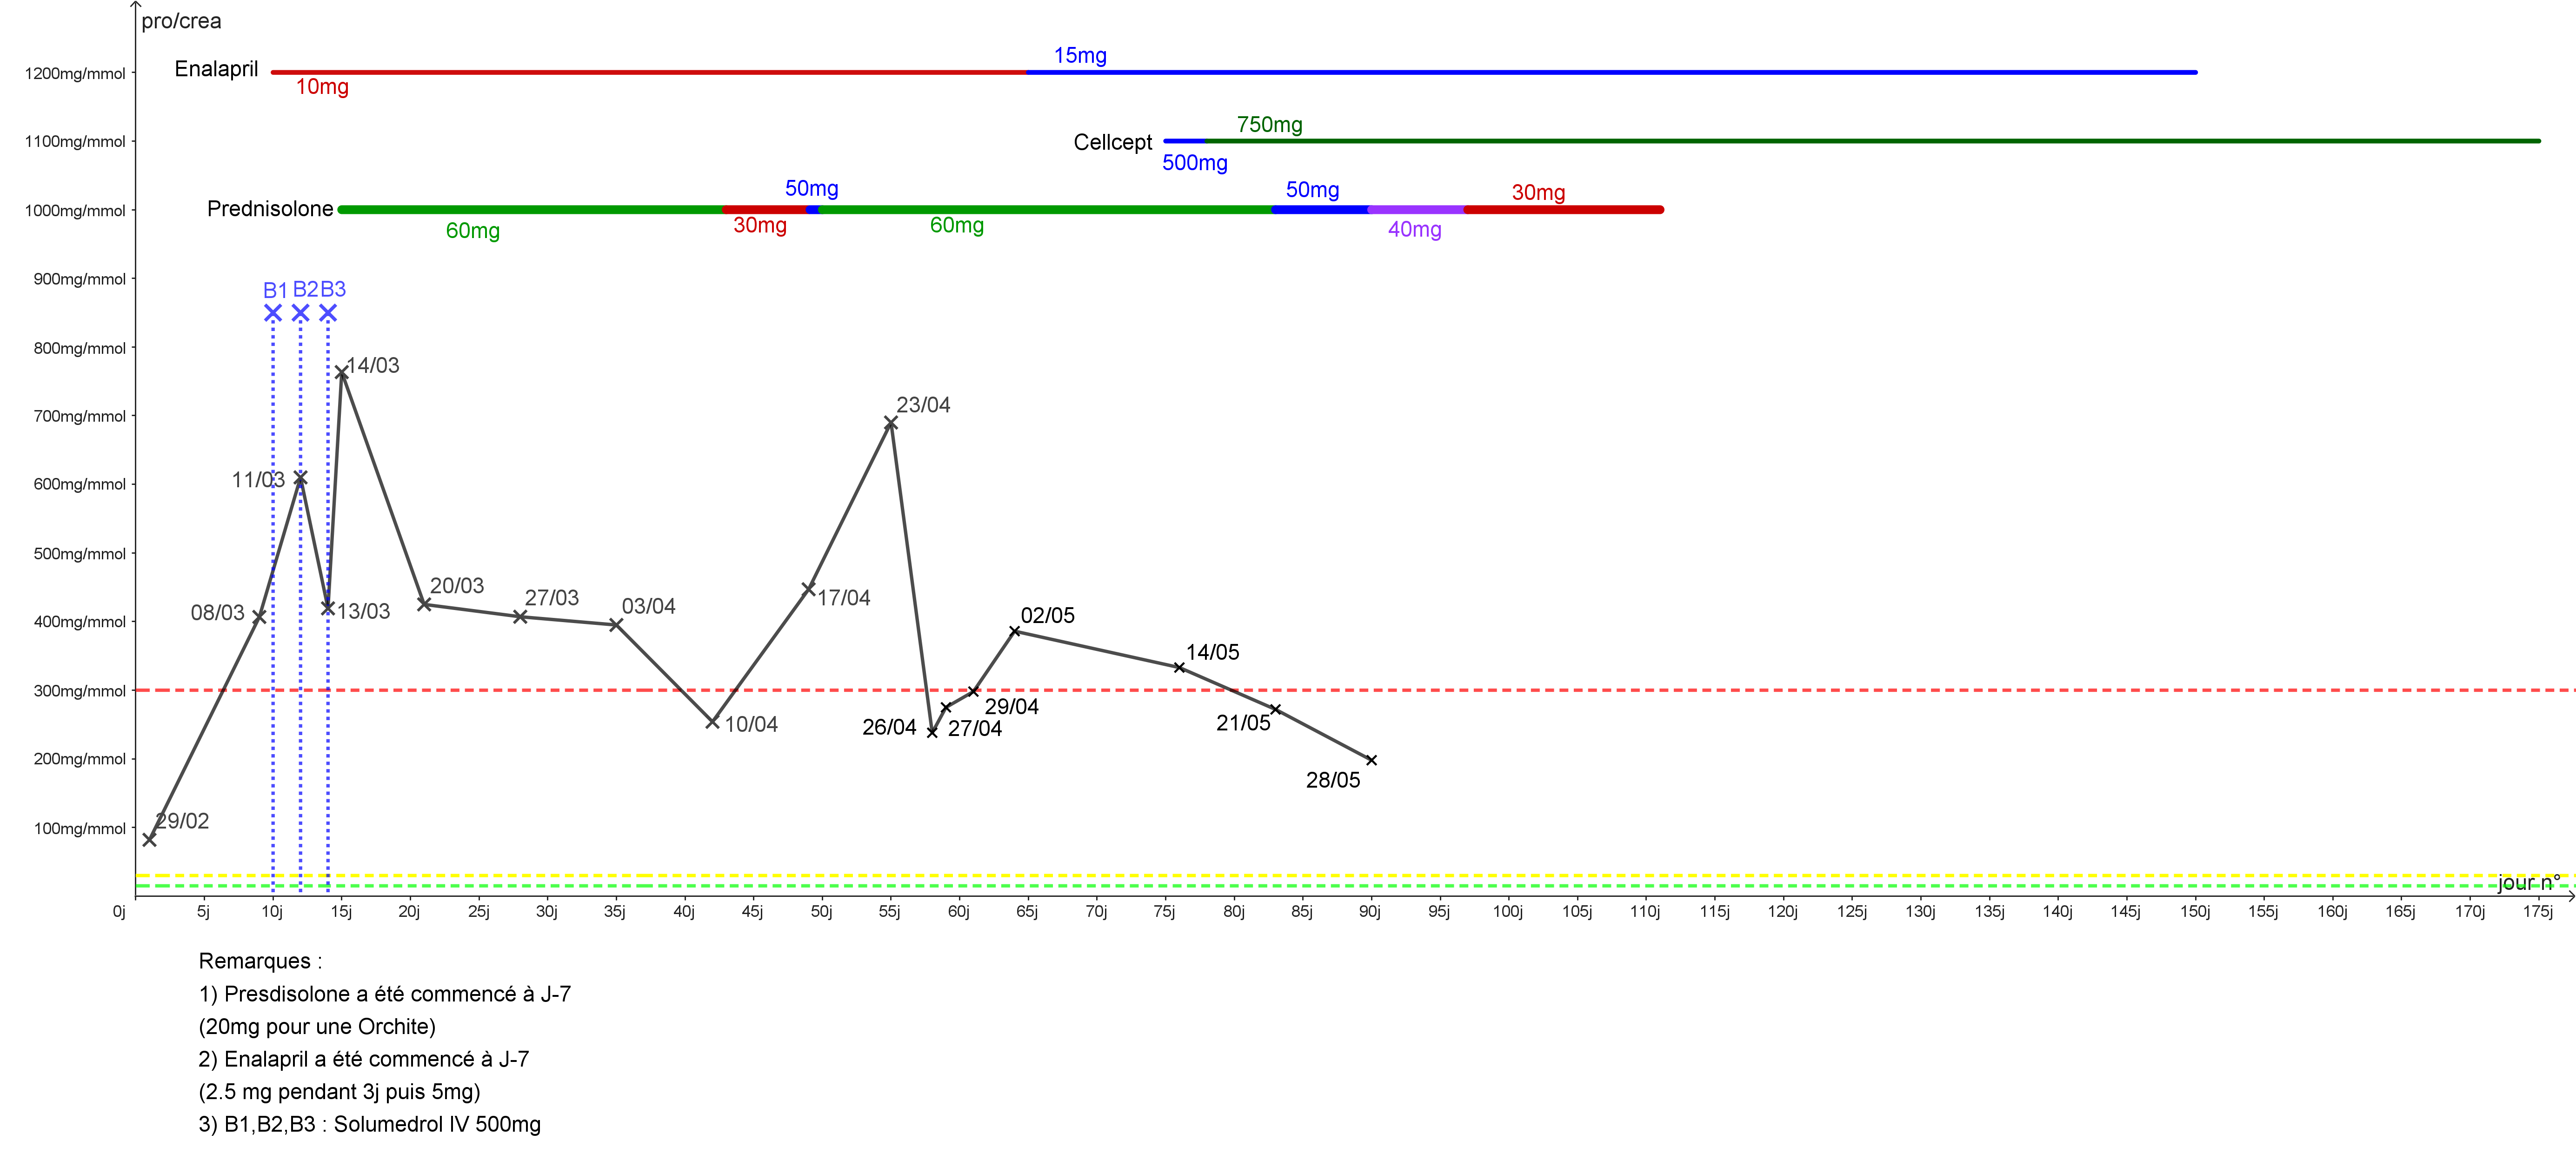 pro/crea
15mg
Enalapril
1200mg/mmol
10mg
750mg
1100mg/mmol
Cellcept
500mg
50mg
50mg
30mg
Prednisolone
1000mg/mmol
60mg
30mg
60mg
40mg
900mg/mmol
B1 B2 B3
800mg/mmol
14/03
700mg/mmol
23/04
600mg/mmol
11/03
500mg/mmol
20/03
27/03
03/04
17/04
08/03
13/03
400mg/mmol
02/05
14/05
300mg/mmol
29/04
10/04
26/04
27/04
21/05
200mg/mmol
28/05
29/02
100mg/mmol
jour n°
0j 5j 10j 15j 20j 25j 30j 35j 40j 45j 50j 55j 60j 65j 70j 75j 80j 85j 90j 95j 100j 105j 110j 115j 120j 125j 130j 135j 140j 145j 150j 155j 160j 165j 170j 175j
Remarques :
1) Presdisolone a été commencé à J-7
(20mg pour une Orchite)
2) Enalapril a été commencé à J-7
(2.5 mg pendant 3j puis 5mg)
3) B1,B2,B3 : Solumedrol IV 500mg